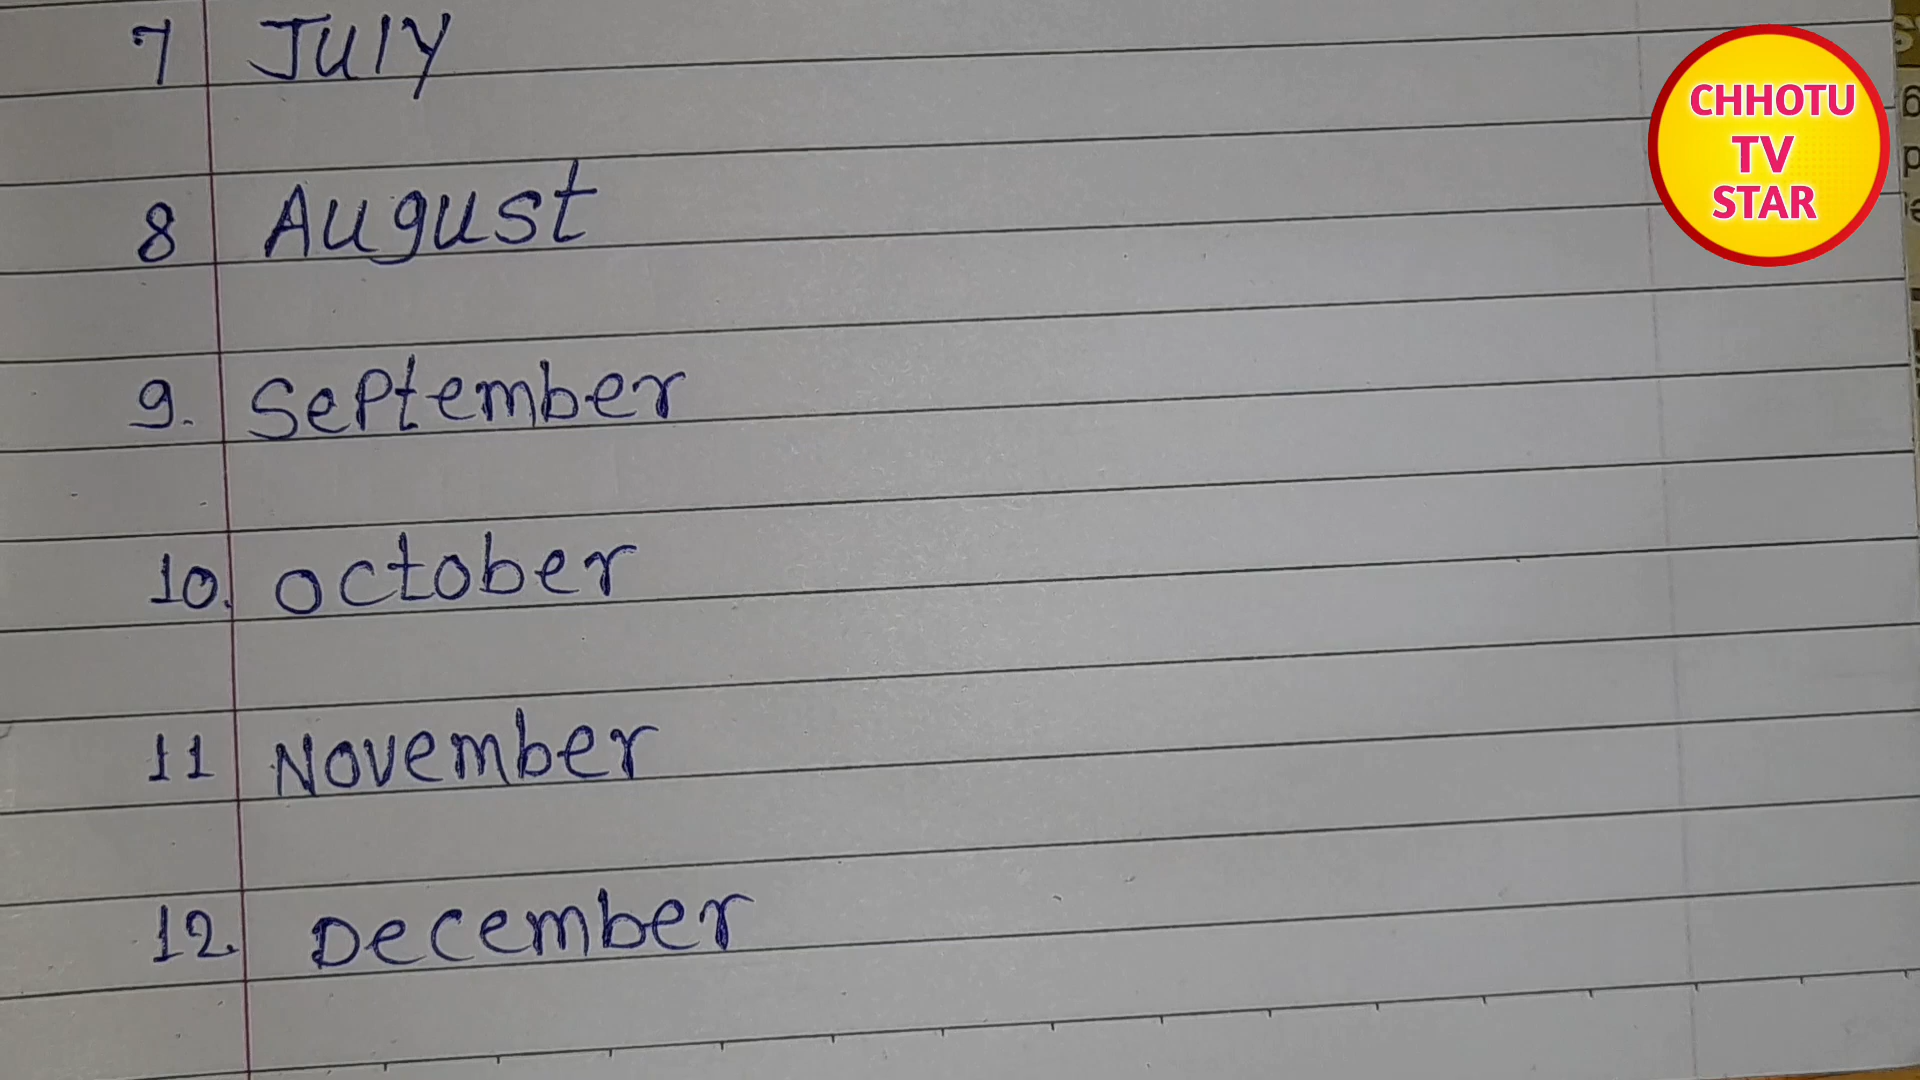 7 July
8 August
9. September
10. october
11 November
12. December
CHHOTU
TV
STAR